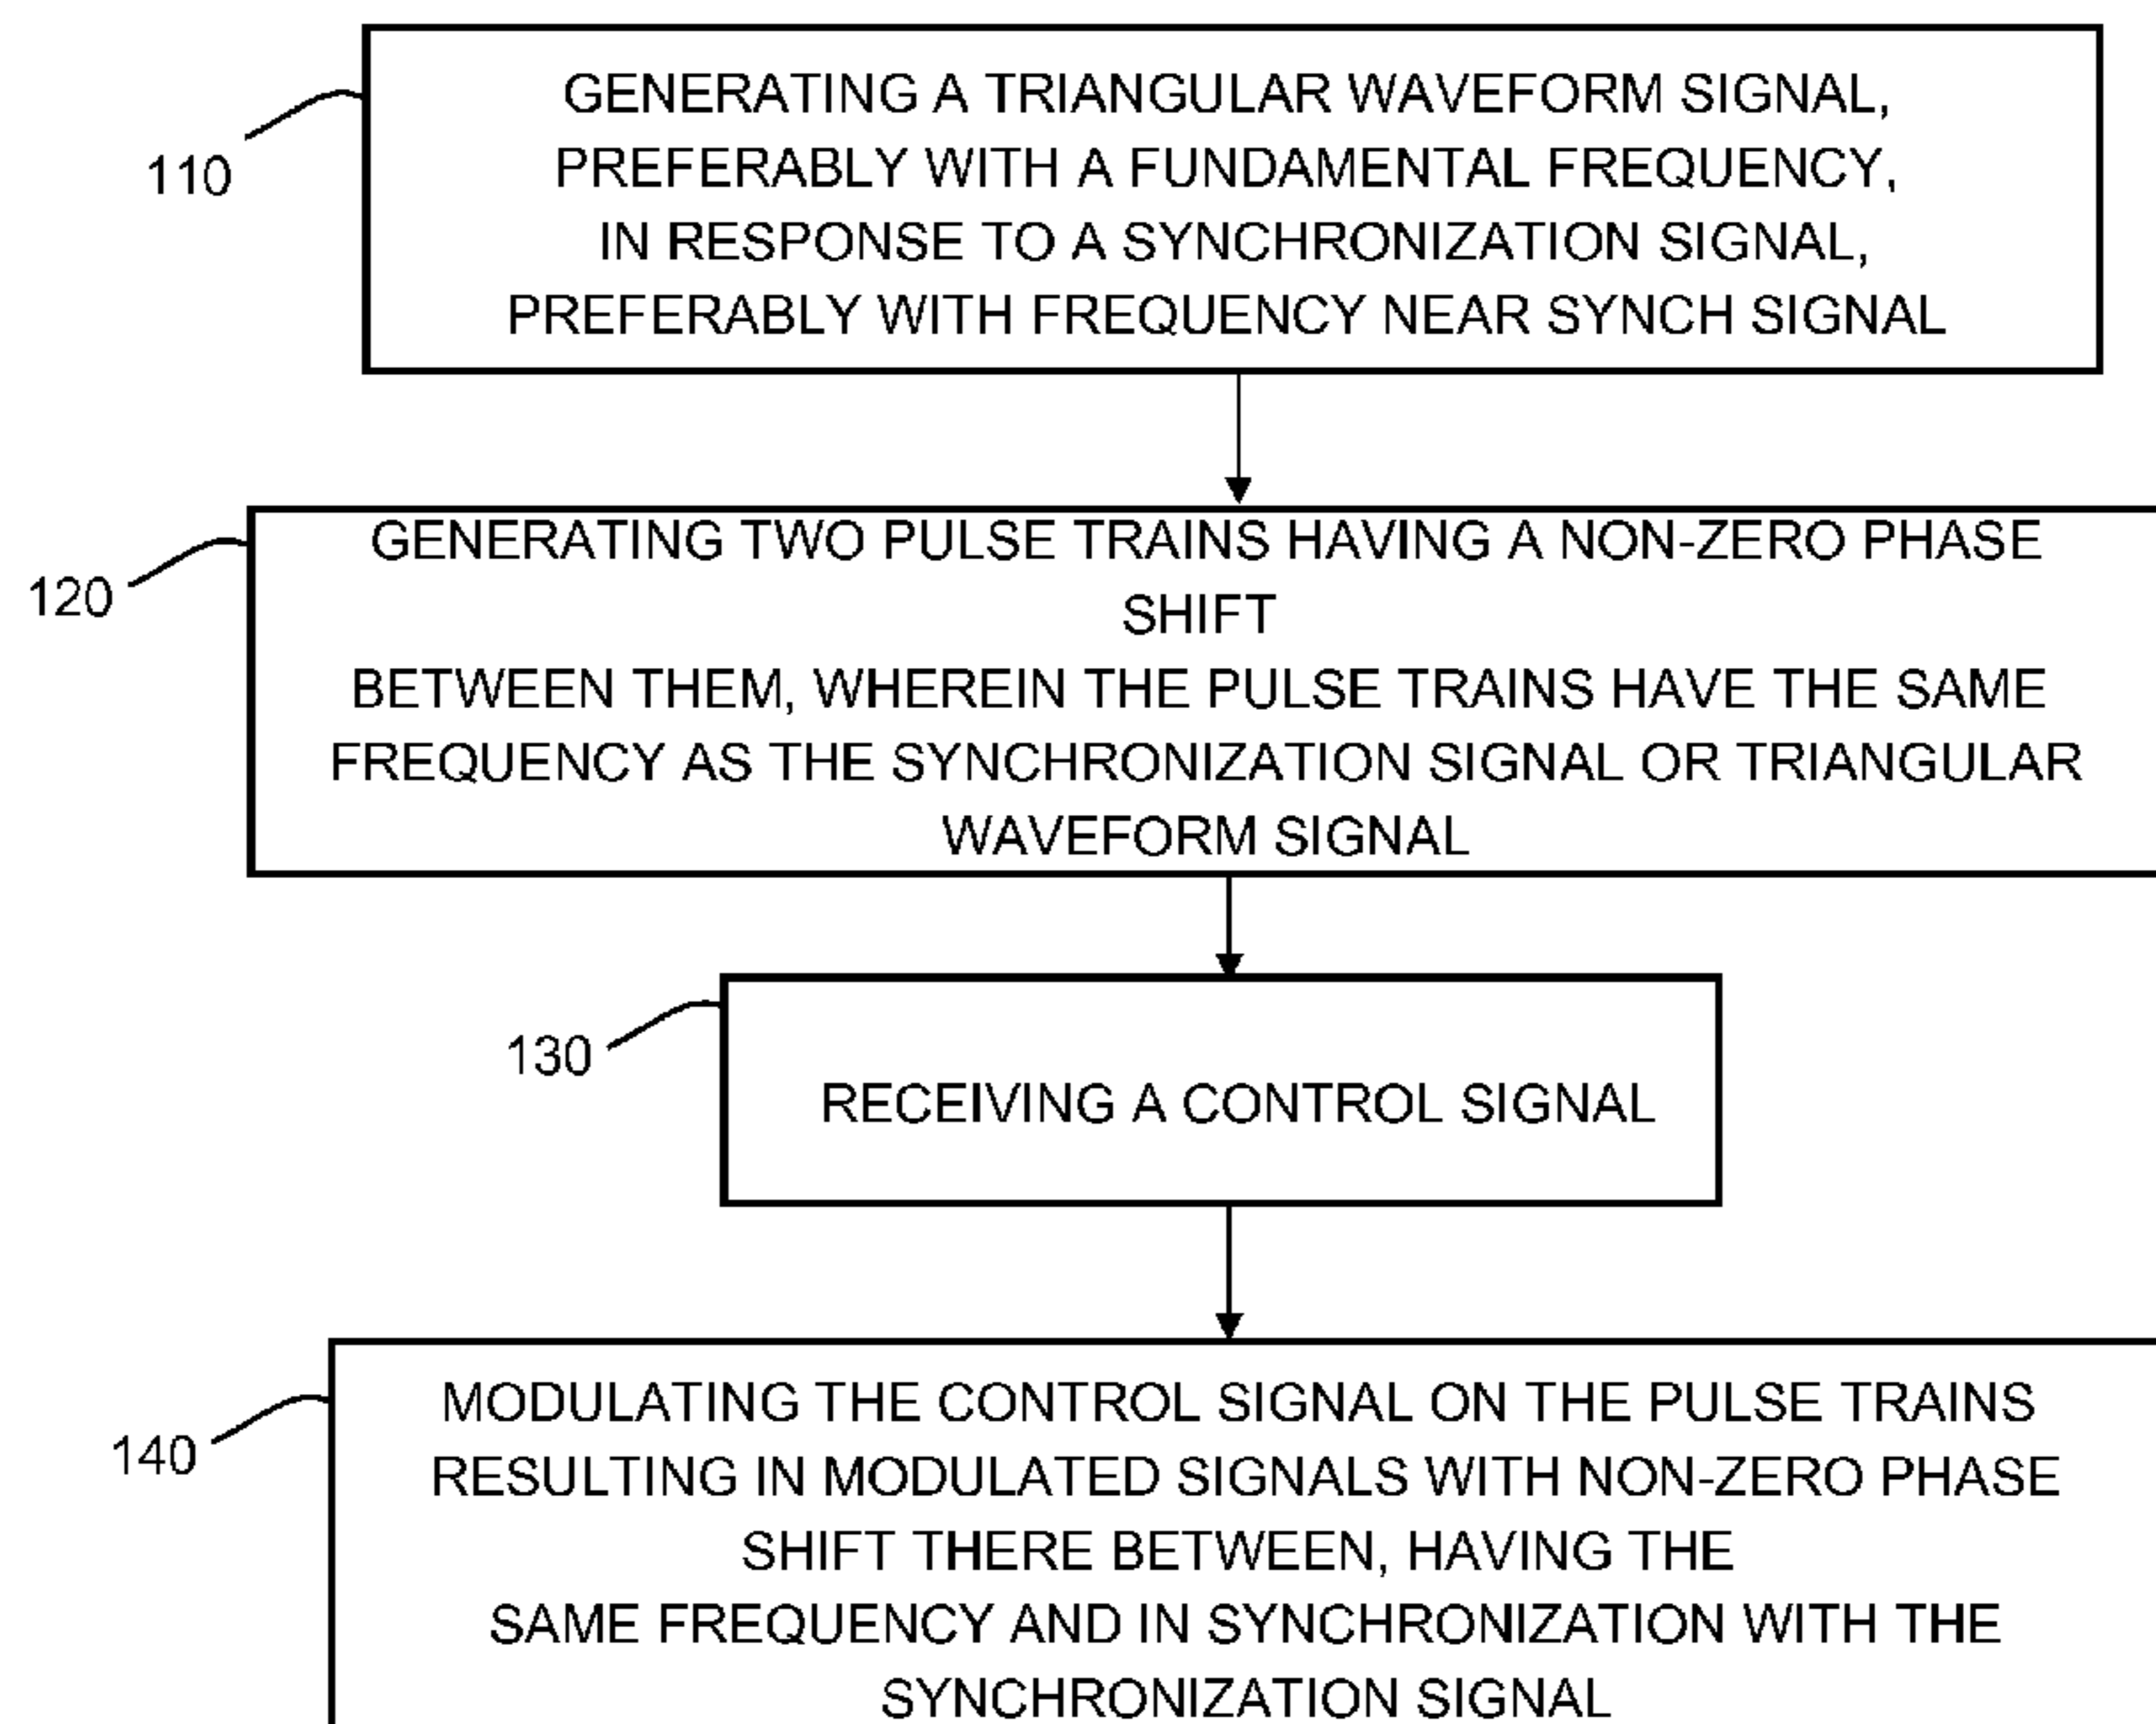 GENERATING A TRIANGULAR WAVEFORM SIGNAL,
PREFERABLY WITH A FUNDAMENTAL FREQUENCY,
IN RESPONSE TO A SYNCHRONIZATION SIGNAL,
PREFERABLY WITH FREQUENCY NEAR SYNCH SIGNAL
110
GENERATING TWO PULSE TRAINS HAVING A NON-ZERO PHASE
SHIFT
BETWEEN THEM, WHEREIN THE PULSE TRAINS HAVE THE SAME
FREQUENCY AS THE SYNCHRONIZATION SIGNAL OR TRIANGULAR
WAVEFORM SIGNAL
120
130
RECEIVING A CONTROL SIGNAL
MODULATING THE CONTROL SIGNAL ON THE PULSE TRAINS
RESULTING IN MODULATED SIGNALS WITH NON-ZERO PHASE
SHIFT THERE BETWEEN, HAVING THE
SAME FREQUENCY AND IN SYNCHRONIZATION WITH THE
SYNCHRONIZATION SIGNAL
140